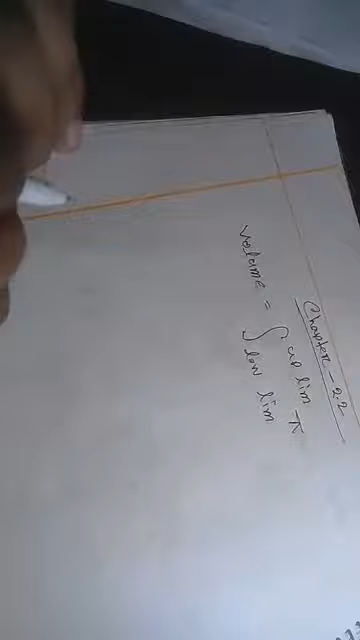 Chapter - 2.2
Volume = ∫ up lim π
low lim